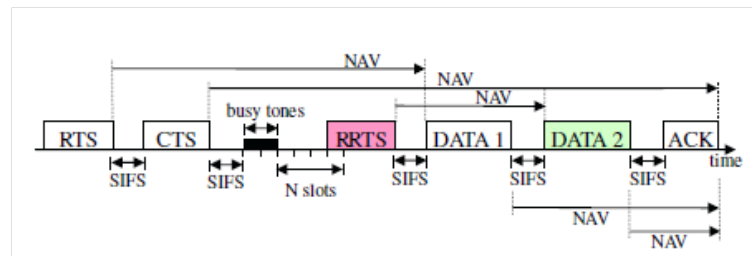 NAV
NAV
busy tones
NAV
RTS
CTS
RRTS
DATA 1
DATA 2
ACK
time
SIFS
SIFS
N slots
SIFS
SIFS
SIFS
NAV
NAV